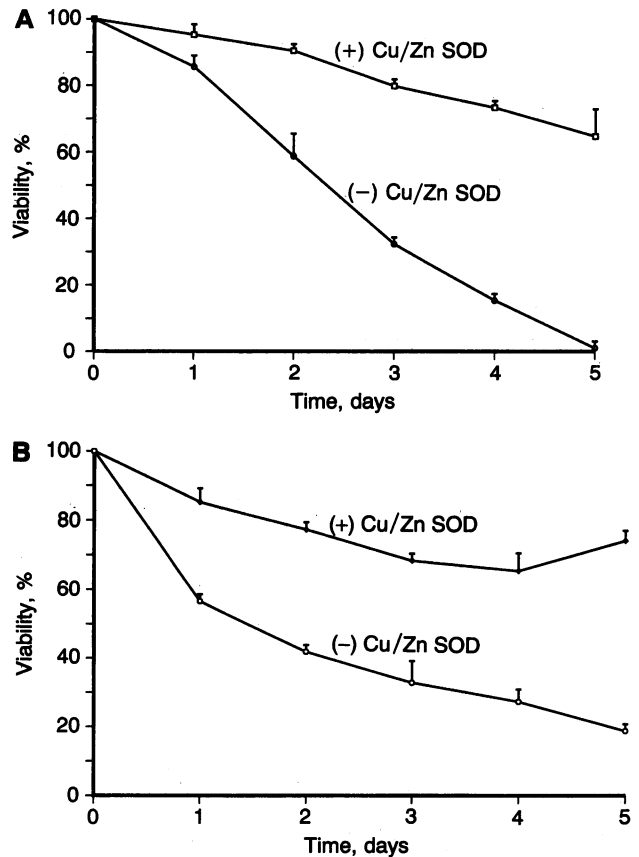 A
100
80
60
40
20
0
Viability, %
(+) Cu/Zn SOD
(−) Cu/Zn SOD
0 1 2 3 4 5
Time, days
B
100
80
60
40
20
0
Viability, %
(+) Cu/Zn SOD
(−) Cu/Zn SOD
0 1 2 3 4 5
Time, days